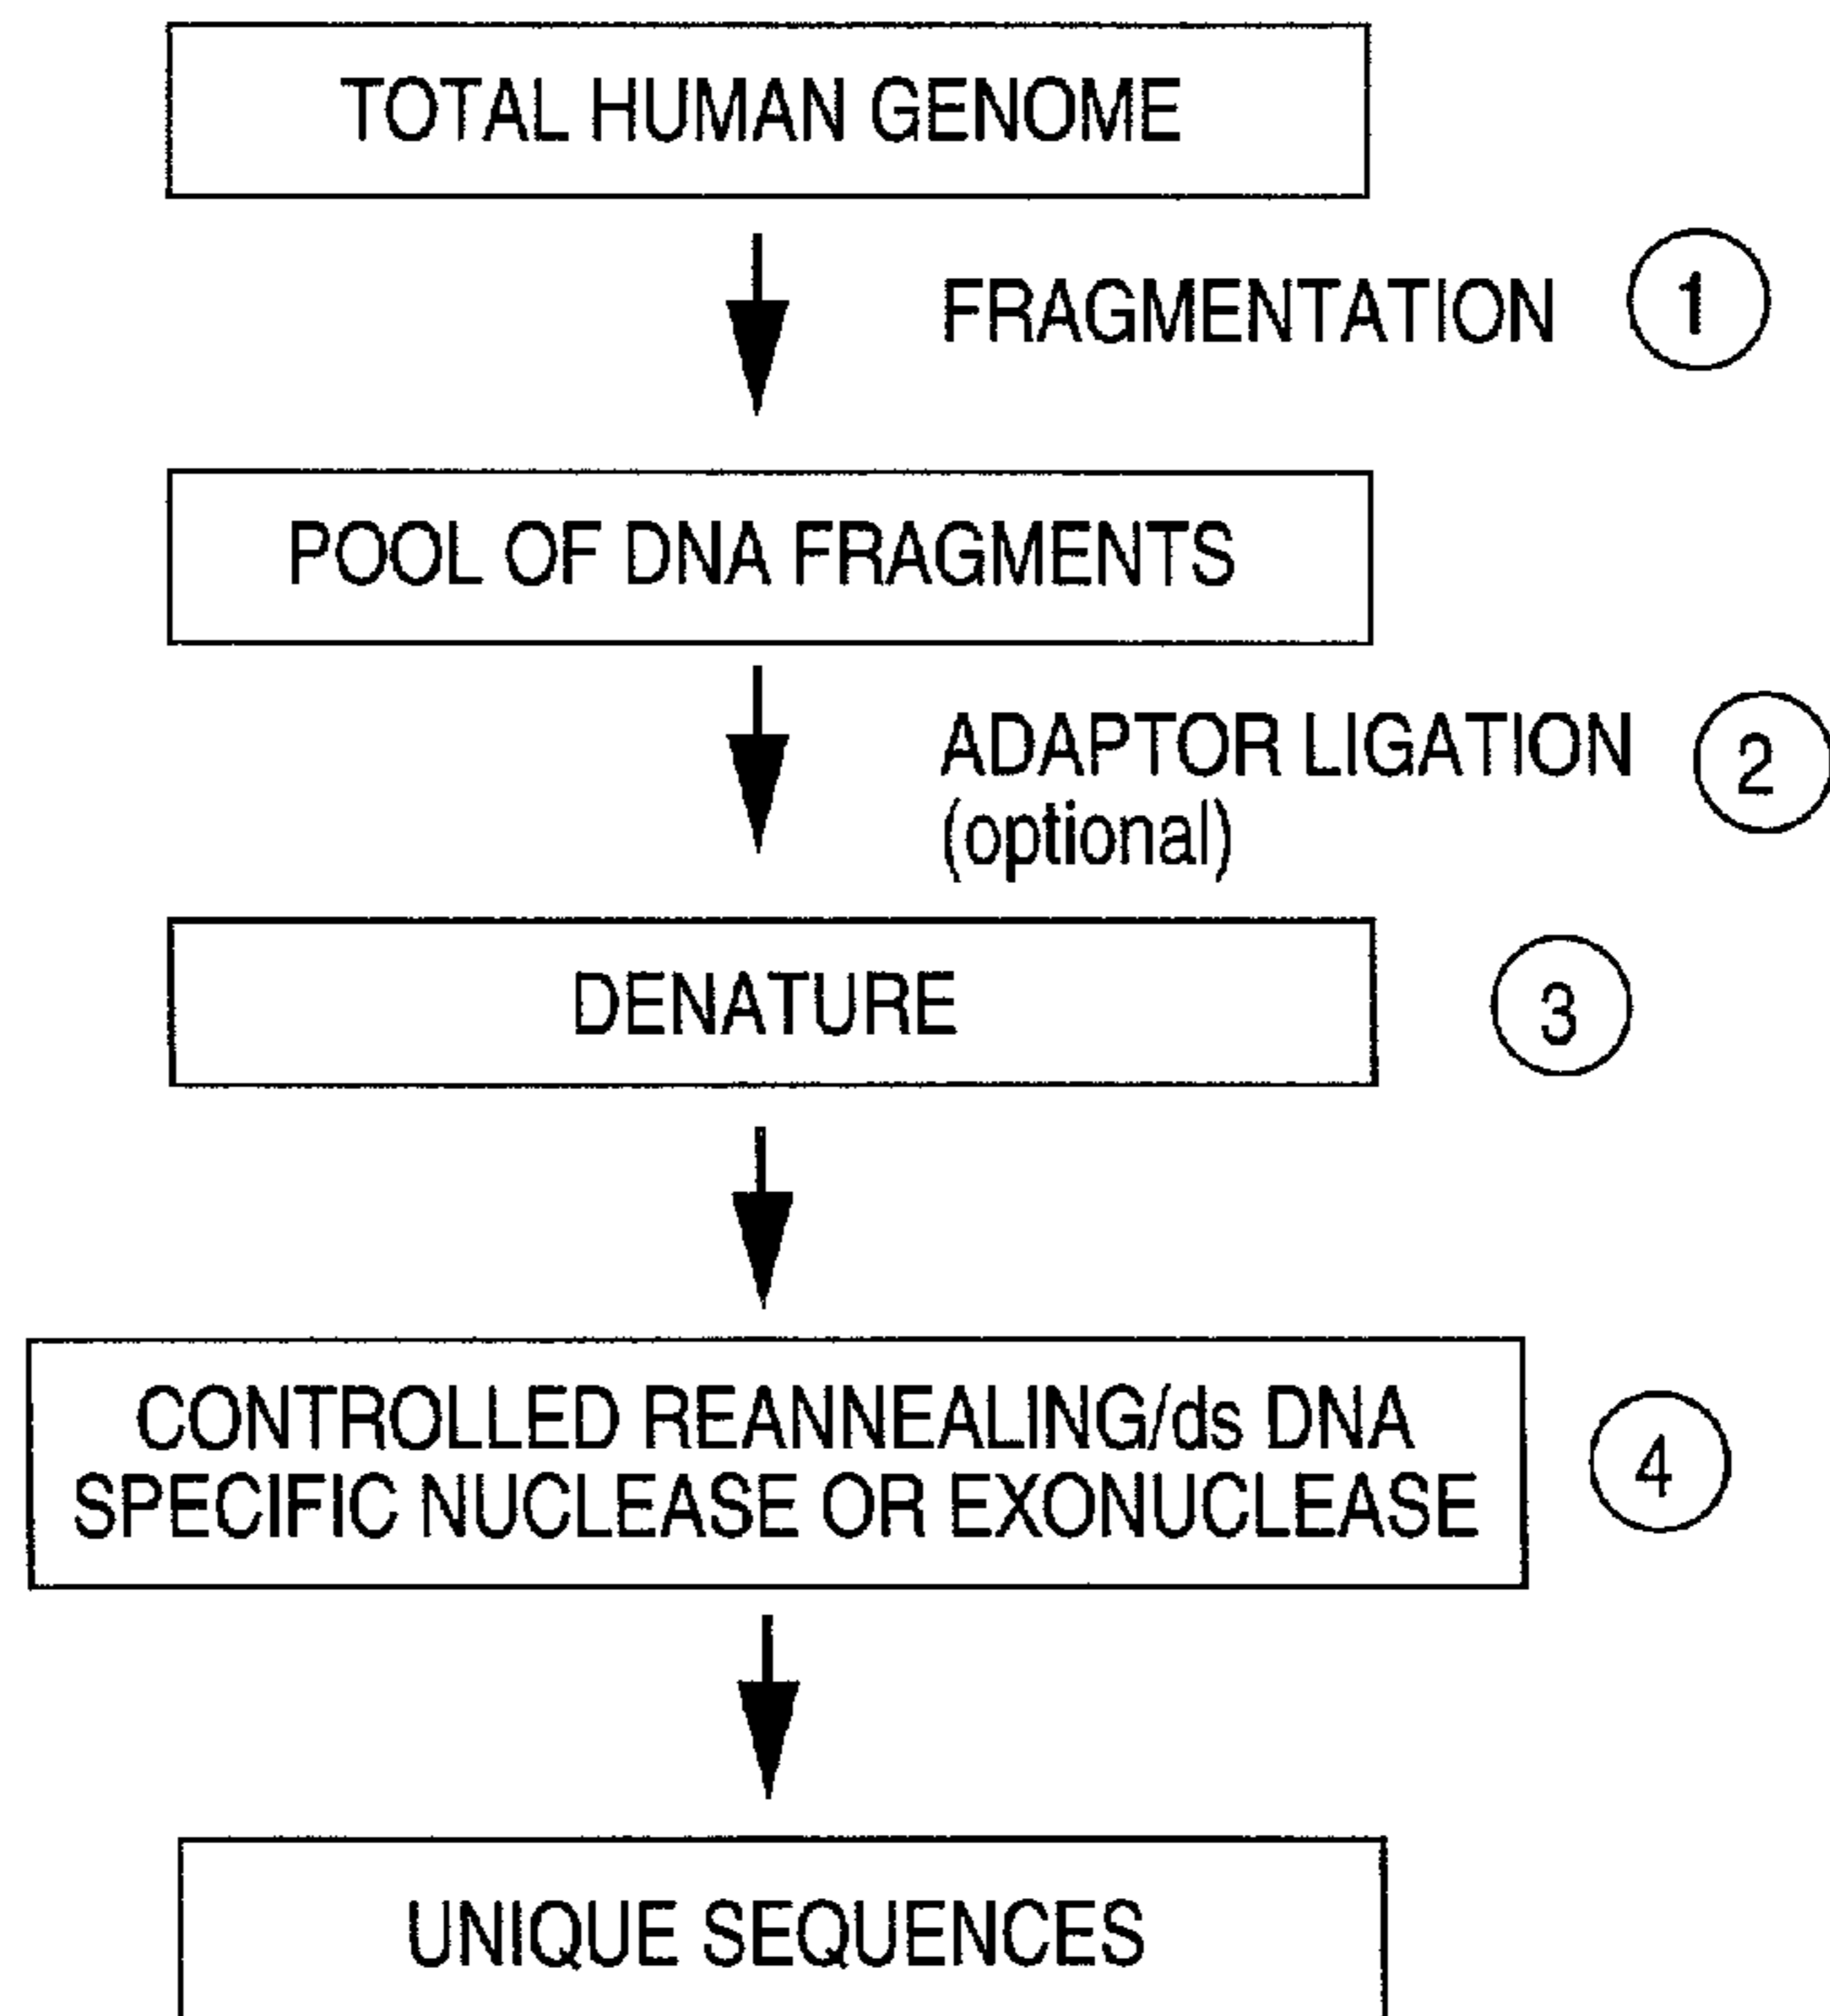 TOTAL HUMAN GENOME
FRAGMENTATION 1
POOL OF DNA FRAGMENTS
ADAPTOR LIGATION 2
(optional)
DENATURE 3
CONTROLLED REANNEALING/ds DNA
SPECIFIC NUCLEASE OR EXONUCLEASE 4
UNIQUE SEQUENCES